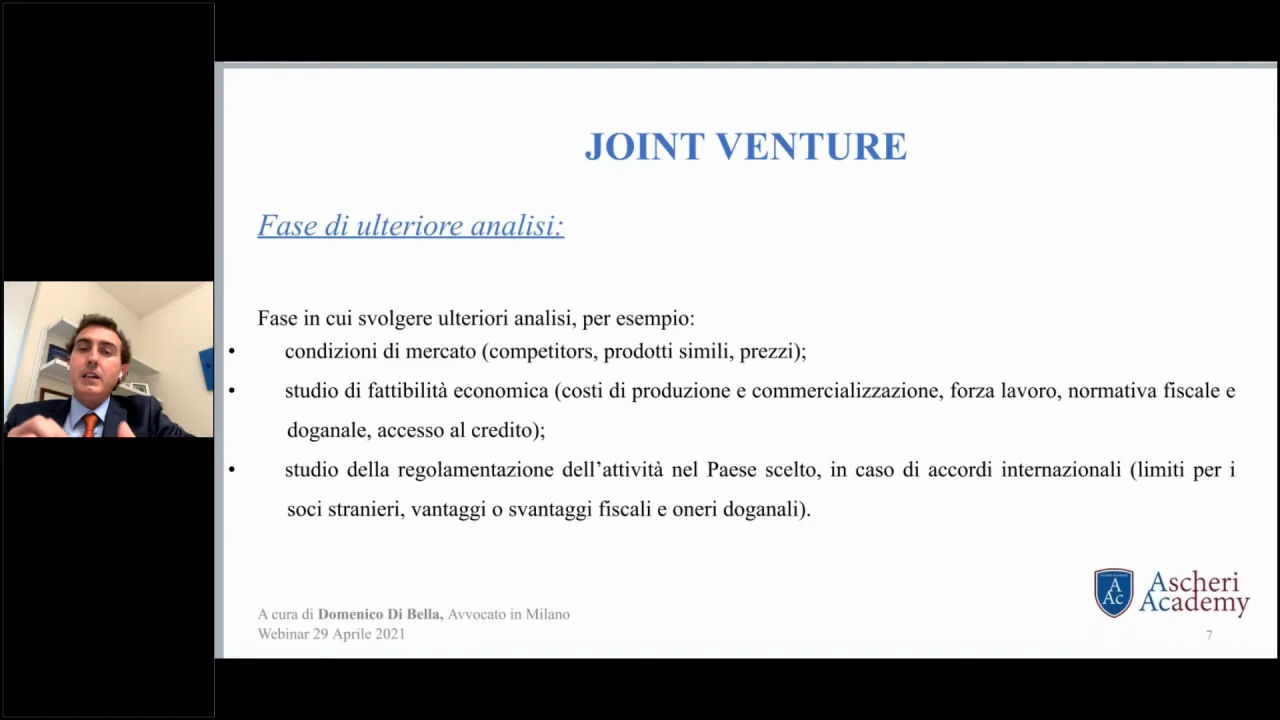 JOINT VENTURE
Fase di ulteriore analisi:
Fase in cui svolgere ulteriori analisi, per esempio:
• condizioni di mercato (competitors, prodotti simili, prezzi);
• studio di fattibilità economica (costi di produzione e commercializzazione, forza lavoro, normativa fiscale e
doganale, accesso al credito);
• studio della regolamentazione dell’attività nel Paese scelto, in caso di accordi internazionali (limiti per i
soci stranieri, vantaggi o svantaggi fiscali e oneri doganali).
A cura di Domenico Di Bella, Avvocato in Milano
Webinar 29 Aprile 2021
A
Ac
Ascheri
Academy
7